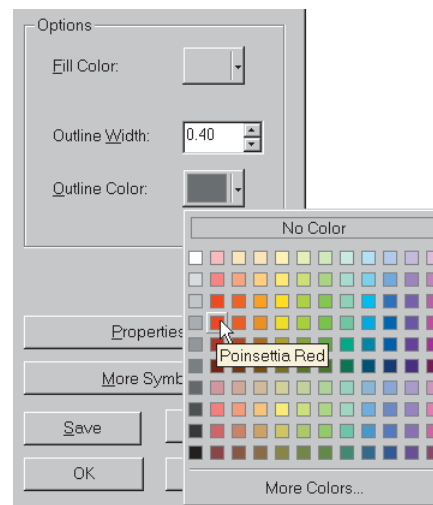 Options
Fill Color:
Outline Width: 0.40
Outline Color:
No Color
Properties
Poinsettia Red
More Symb
Save
OK
More Colors...